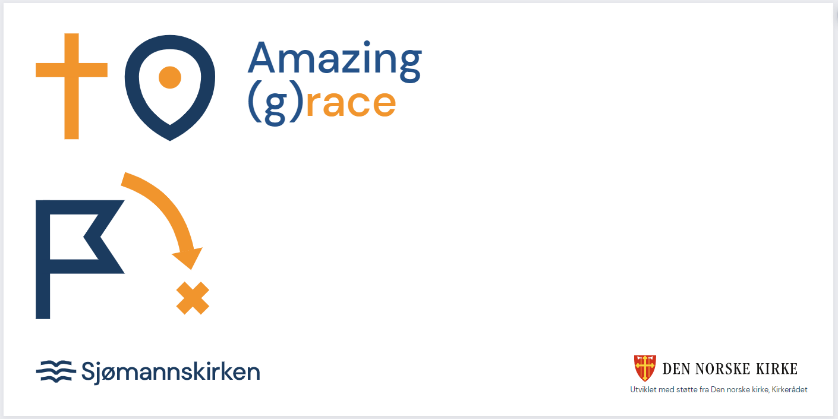 Amazing
(g)race
Sjømannskirken
DEN NORSKE KIRKE
Utviklet med støtte fra Den norske kirke, Kirkerådet